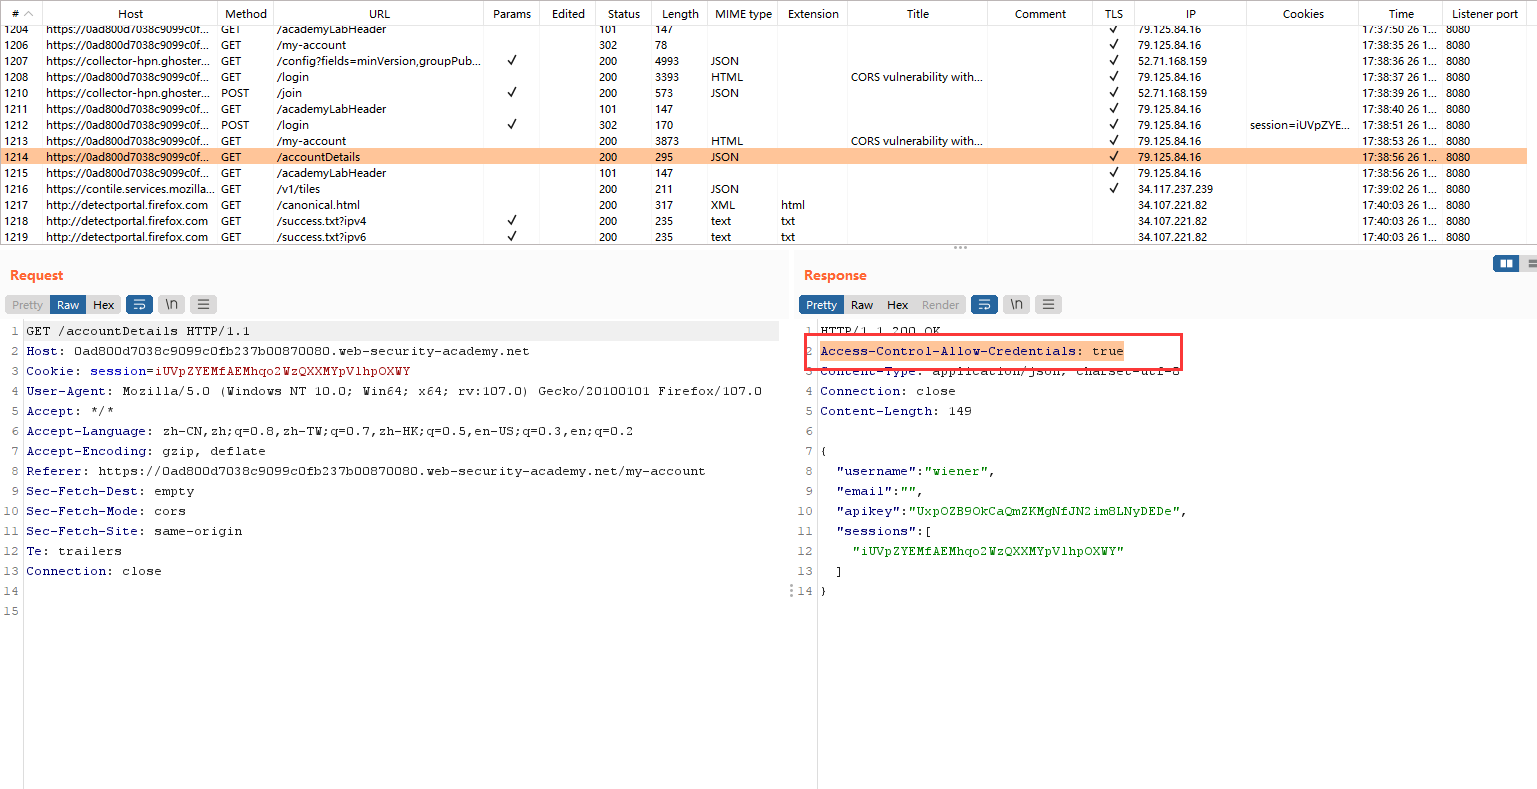 # Host Method URL Params Edited Status Length MIME type Extension Title Comment TLS IP Cookies Time Listener port
1204 https://0ad800d7038c9099c0f... GET /academyLabHeader 101 147 ✓ 79.125.84.16 17:37:50 26 1... 8080
1206 https://0ad800d7038c9099c0f... GET /my-account 302 78 ✓ 79.125.84.16 17:38:35 26 1... 8080
1207 https://collector-hpn.ghoster... GET /config?fields=minVersion,groupPub... ✓ 200 4993 JSON ✓ 52.71.168.159 17:38:36 26 1... 8080
1208 https://0ad800d7038c9099c0f... GET /login 200 3393 HTML CORS vulnerability with... ✓ 79.125.84.16 17:38:37 26 1... 8080
1210 https://collector-hpn.ghoster... POST /join ✓ 200 573 JSON ✓ 52.71.168.159 17:38:39 26 1... 8080
1211 https://0ad800d7038c9099c0f... GET /academyLabHeader 101 147 ✓ 79.125.84.16 17:38:40 26 1... 8080
1212 https://0ad800d7038c9099c0f... POST /login ✓ 302 170 ✓ 79.125.84.16 session=iUVpZYE... 17:38:51 26 1... 8080
1213 https://0ad800d7038c9099c0f... GET /my-account 200 3873 HTML CORS vulnerability with... ✓ 79.125.84.16 17:38:53 26 1... 8080
1214 https://0ad800d7038c9099c0f... GET /accountDetails 200 295 JSON ✓ 79.125.84.16 17:38:56 26 1... 8080
1215 https://0ad800d7038c9099c0f... GET /academyLabHeader 101 147 ✓ 79.125.84.16 17:38:56 26 1... 8080
1216 https://contile.services.mozilla... GET /v1/tiles 200 211 JSON ✓ 34.117.237.239 17:39:02 26 1... 8080
1217 http://detectportal.firefox.com GET /canonical.html 200 317 XML html 34.107.221.82 17:40:03 26 1... 8080
1218 http://detectportal.firefox.com GET /success.txt?ipv4 ✓ 200 235 text txt 34.107.221.82 17:40:03 26 1... 8080
1219 http://detectportal.firefox.com GET /success.txt?ipv6 ✓ 200 235 text txt 34.107.221.82 17:40:03 26 1... 8080
Request
Pretty Raw Hex \n
1 GET /accountDetails HTTP/1.1
2 Host: 0ad800d7038c9099c0fb237b00870080.web-security-academy.net
3 Cookie: session=iUVpZYEMfAEMhqo2WzQXXMYpVlhpOXWY
4 User-Agent: Mozilla/5.0 (Windows NT 10.0; Win64; x64; rv:107.0) Gecko/20100101 Firefox/107.0
5 Accept: */*
6 Accept-Language: zh-CN,zh;q=0.8,zh-TW;q=0.7,zh-HK;q=0.5,en-US;q=0.3,en;q=0.2
7 Accept-Encoding: gzip, deflate
8 Referer: https://0ad800d7038c9099c0fb237b00870080.web-security-academy.net/my-account
9 Sec-Fetch-Dest: empty
10 Sec-Fetch-Mode: cors
11 Sec-Fetch-Site: same-origin
12 Te: trailers
13 Connection: close
14
15
Response
Pretty Raw Hex Render \n
1 HTTP/1.1 200 OK
2 Access-Control-Allow-Credentials: true
3 Content-Type: application/json; charset=utf-8
4 Connection: close
5 Content-Length: 149
6
7 {
8 "username":"wiener",
9 "email":"",
10 "apikey":"UxpOZB9OkCaQmZKMgNfJN2im8LNyDEDe",
11 "sessions":[
12 "iUVpZYEMfAEMhqo2WzQXXMYpVlhpOXWY"
13 ]
14 }